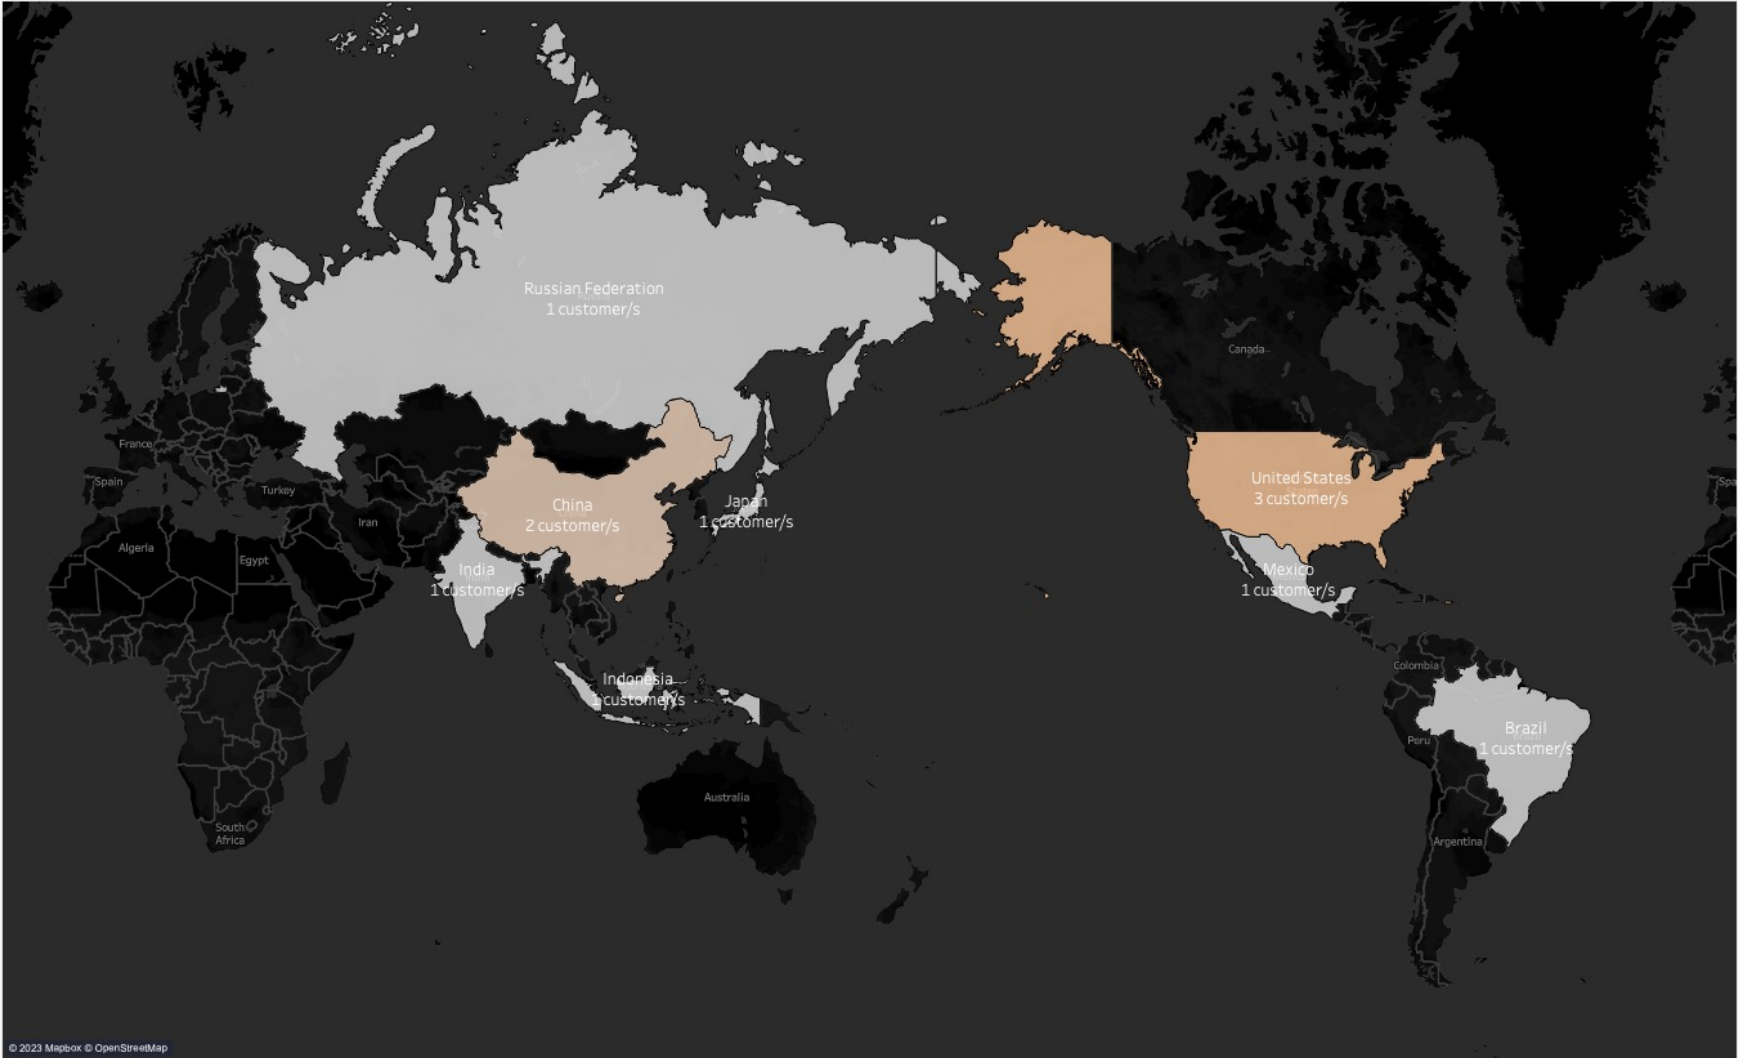 Russian Federation
1 customer/s
Canada
France
Spain
Turkey
Iran
Algeria
Egypt
China
2 customer/s
Japan
1 customer/s
United States
3 customer/s
Spa
India
1 customer/s
Mexico
1 customer/s
Indonesia
1 customer/s
Colombia
Brazil
1 customer/s
Peru
Australia
South
Africa
Argentina
© 2023 Mapbox © OpenStreetMap